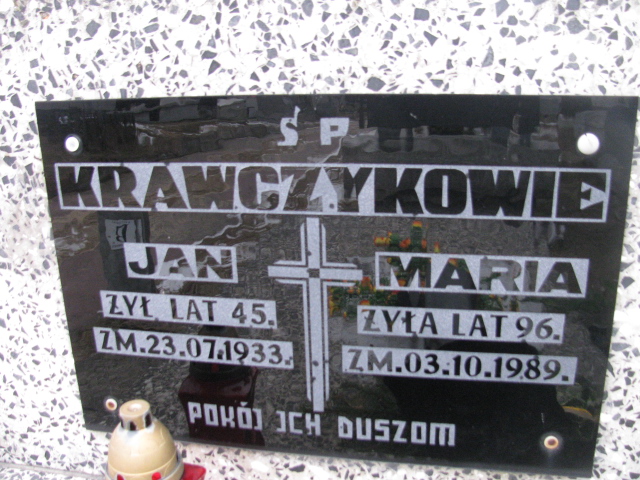 Ś P
KRAWCZYKOWIE
JAN
ŻYŁ LAT 45.
ZM. 23.07.1933.
MARIA
ŻYŁA LAT 96.
ZM. 03.10.1989.
POKÓJ ICH DUSZOM